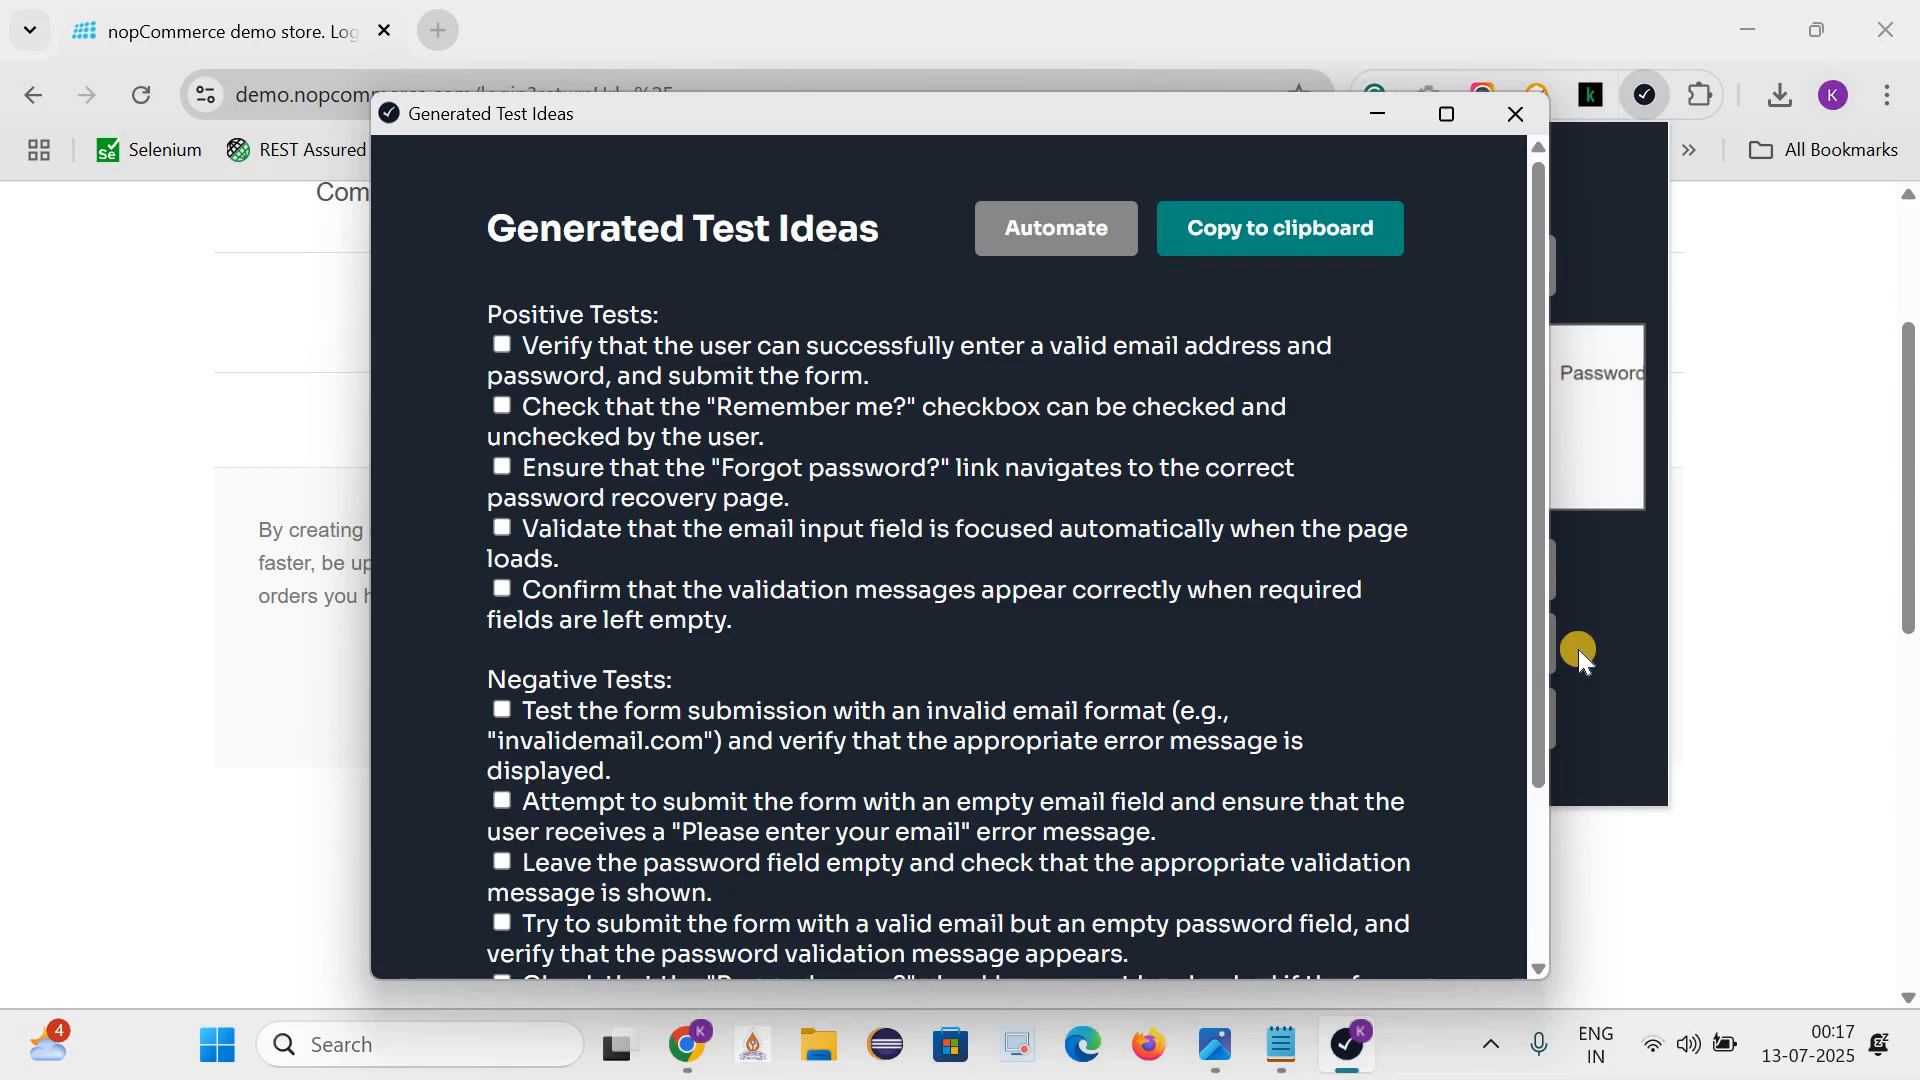 nopCommerce demo store. Log
demo.nopcommerce.com/login?returnUrl=%2F
Generated Test Ideas
Selenium
REST Assured
All Bookmarks
Com
Generated Test Ideas
Automate
Copy to clipboard
Positive Tests:
Verify that the user can successfully enter a valid email address and
password, and submit the form.
Password
Check that the "Remember me?" checkbox can be checked and
unchecked by the user.
Ensure that the "Forgot password?" link navigates to the correct
password recovery page.
By creating
Validate that the email input field is focused automatically when the page
loads.
faster, be up
Confirm that the validation messages appear correctly when required
orders you h
fields are left empty.
Negative Tests:
Test the form submission with an invalid email format (e.g.,
"invalidemail.com") and verify that the appropriate error message is
displayed.
Attempt to submit the form with an empty email field and ensure that the
user receives a "Please enter your email" error message.
Leave the password field empty and check that the appropriate validation
message is shown.
Try to submit the form with a valid email but an empty password field, and
verify that the password validation message appears.
4
Search
K
K
ENG
IN
00:17
13-07-2025
K
k